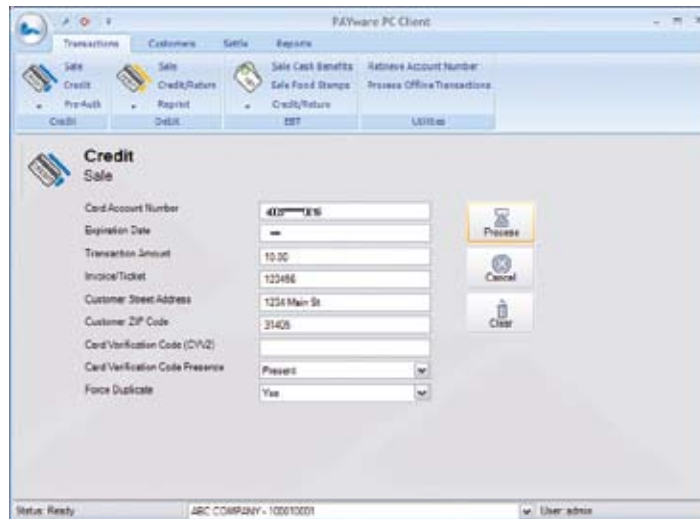 PAYware PC Client
Transactions Customers Settle Reports
Sale Sale Sale Cash Benefits Retrieve Account Number
Credit Credit/Return Sale Food Stamps Process Offline Transactions
Pre-Auth Reprint Credit/Return
Credit Debit EBT Utilities
Credit
Sale
Card Account Number
Expiration Date
Process
Transaction Amount 10.00
Invoice/Ticket 123456
Cancel
Customer Street Address 1234 Main St
Customer ZIP Code 31405
Clear
Card Verification Code (CVV2)
Card Verification Code Presence Present
Force Duplicate Yes
Status: Ready ABC COMPANY - 100010001 User: admin